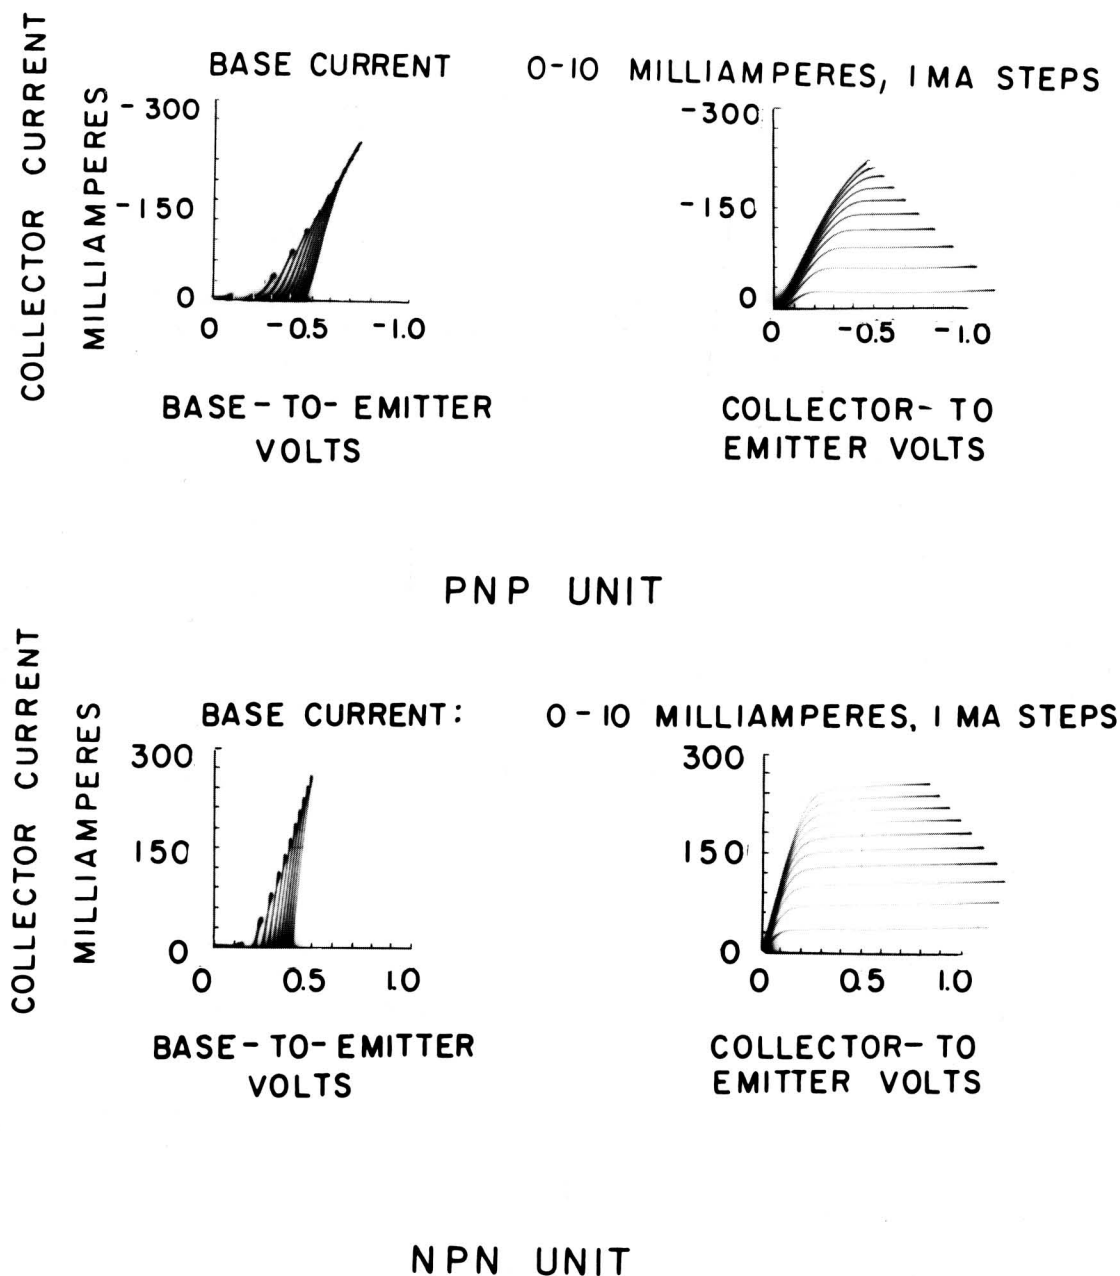 COLLECTOR CURRENT
MILLIAMPERES
BASE CURRENT 0-10 MILLIAMPERES, 1 MA STEPS
-300
-150
0
0 -0.5 -1.0
BASE-TO-EMITTER
VOLTS
-300
-150
0
0 -0.5 -1.0
COLLECTOR-TO
EMITTER VOLTS
PNP UNIT
COLLECTOR CURRENT
MILLIAMPERES
BASE CURRENT: 0-10 MILLIAMPERES, 1 MA STEPS
300
150
0
0 0.5 1.0
BASE-TO-EMITTER
VOLTS
300
150
0
0 0.5 1.0
COLLECTOR-TO
EMITTER VOLTS
NPN UNIT